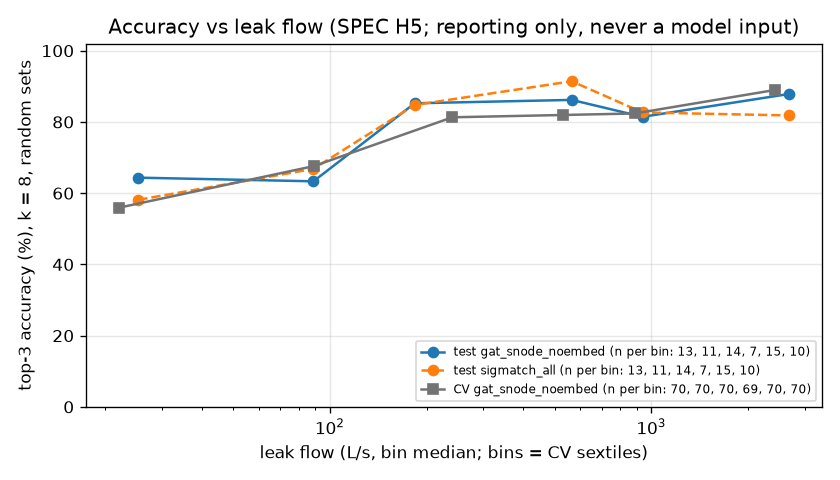 Accuracy vs leak flow (SPEC H5; reporting only, never a model input)
top-3 accuracy (%), k = 8, random sets
100
80
60
40
20
0
test gat_snode_noembed (n per bin: 13, 11, 14, 7, 15, 10)
test sigmatch_all (n per bin: 13, 11, 14, 7, 15, 10)
CV gat_snode_noembed (n per bin: 70, 70, 70, 69, 70, 70)
10²
10³
leak flow (L/s, bin median; bins = CV sextiles)